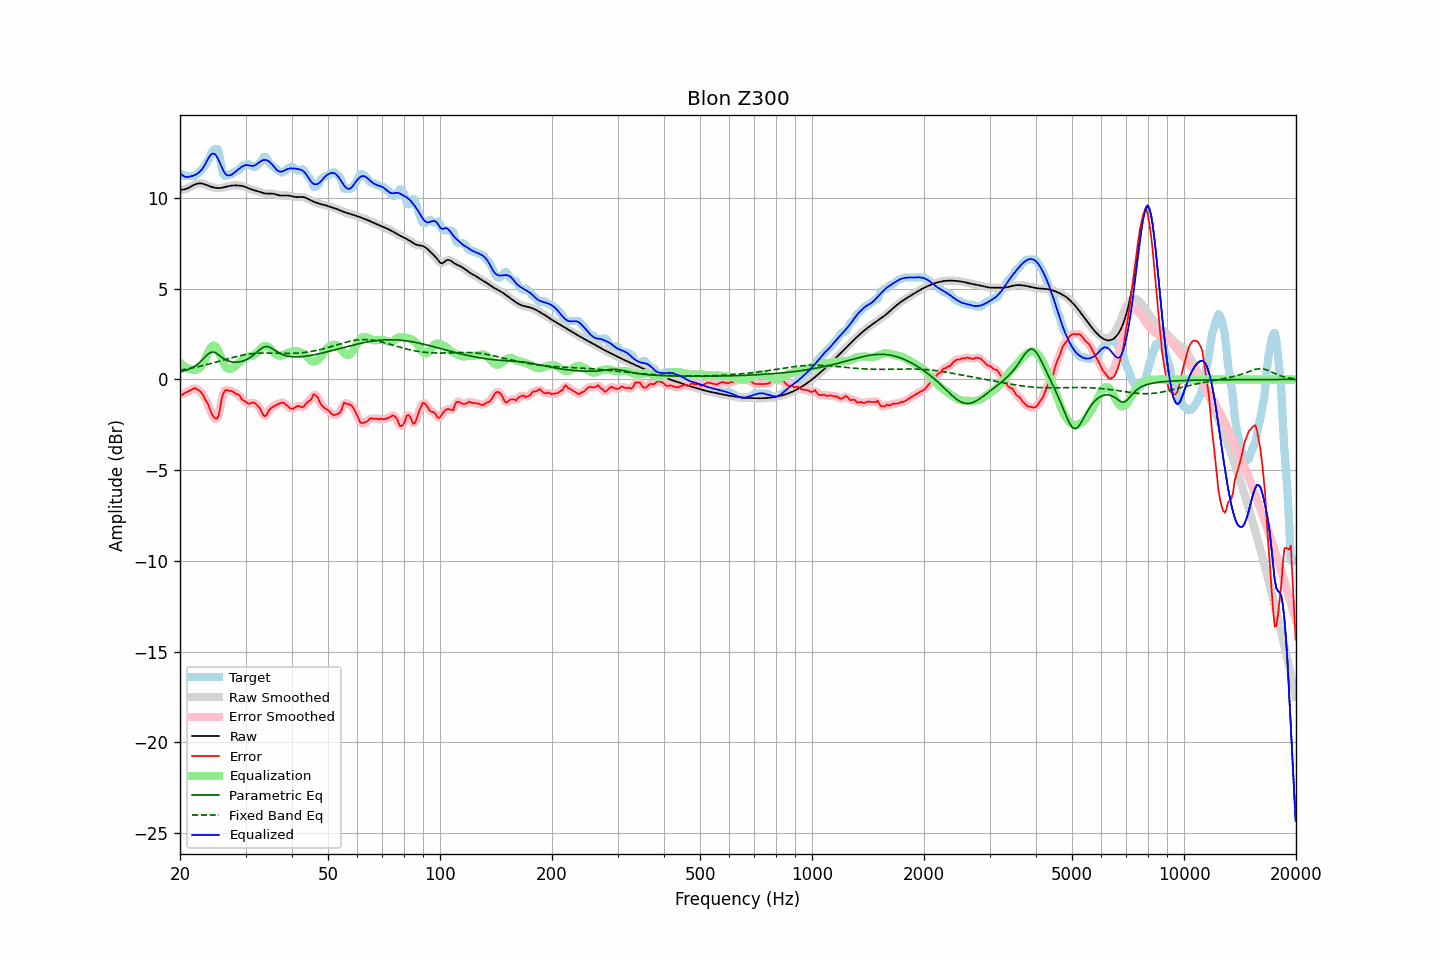 Blon Z300
10
5
0
−5
−10
−15
−20
−25
Amplitude (dBr)
Target
Raw Smoothed
Error Smoothed
Raw
Error
Equalization
Parametric Eq
Fixed Band Eq
Equalized
20
50
100
200
500
1000
2000
5000
10000
20000
Frequency (Hz)